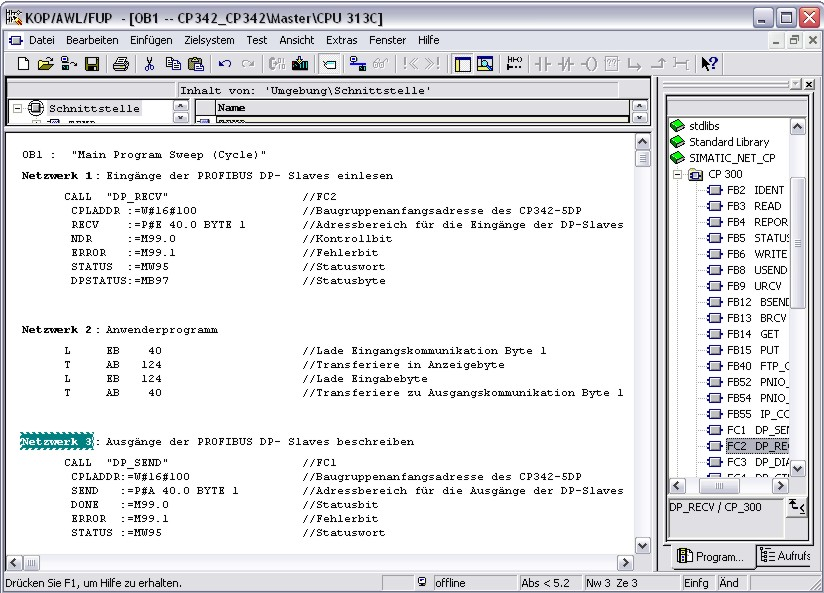 KOP/AWL/FUP - [OB1 -- CP342_CP342\Master\CPU 313C]
Datei Bearbeiten Einfügen Zielsystem Test Ansicht Extras Fenster Hilfe
Inhalt von: 'Umgebung\Schnittstelle'
Schnittstelle
Name
OB1 : "Main Program Sweep (Cycle)"
Netzwerk 1: Eingänge der PROFIBUS DP- Slaves einlesen
CALL "DP_RECV" //FC2
CPLADDR :=W#16#100 //Baugruppenanfangsadresse des CP342-5DP
RECV :=P#E 40.0 BYTE 1 //Adressbereich für die Eingänge der DP-Slaves
NDR :=M99.0 //Kontrollbit
ERROR :=M99.1 //Fehlerbit
STATUS :=MW95 //Statuswort
DPSTATUS:=MB97 //Statusbyte
Netzwerk 2: Anwenderprogramm
L EB 40 //Lade Eingangskommunikation Byte 1
T AB 124 //Transferiere in Anzeigebyte
L EB 124 //Lade Eingabebyte
T AB 40 //Transferiere zu Ausgangskommunikation Byte 1
Netzwerk 3: Ausgänge der PROFIBUS DP- Slaves beschreiben
CALL "DP_SEND" //FC1
CPLADDR:=W#16#100 //Baugruppenanfangsadresse des CP342-5DP
SEND :=P#A 40.0 BYTE 1 //Adressbereich für die Ausgänge der DP-Slaves
DONE :=M99.0 //Statusbit
ERROR :=M99.1 //Fehlerbit
STATUS :=MW95 //Statuswort
stdlibs
Standard Library
SIMATIC_NET_CP
CP 300
FB2 IDENT
FB3 READ
FB4 REPOR
FB5 STATUS
FB6 WRITE
FB8 USEND
FB9 URCV
FB12 BSEND
FB13 BRCV
FB14 GET
FB15 PUT
FB40 FTP_C
FB52 PNIO_
FB54 PNIO_
FB55 IP_CO
FC1 DP_SEN
FC2 DP_RE
FC3 DP_DIA
DP_RECV / CP_300
Program... Aufrufs
Drücken Sie F1, um Hilfe zu erhalten. offline Abs < 5.2 Nw 3 Ze 3 Einfg Änd